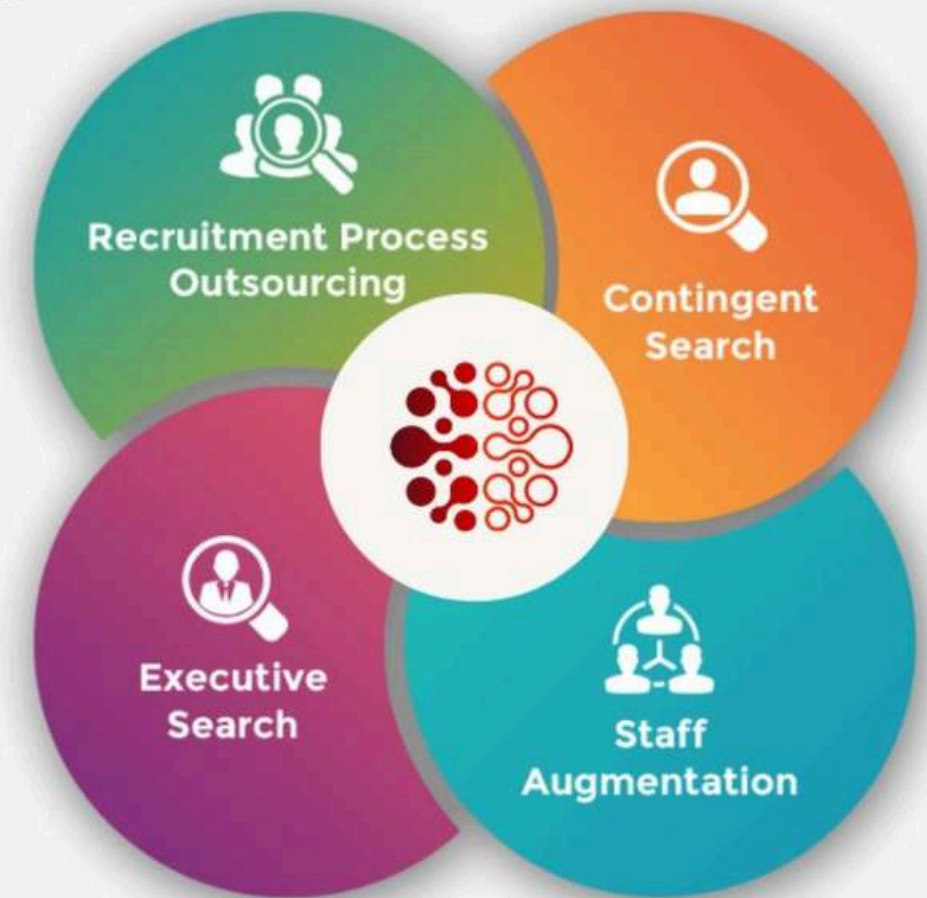 Recruitment Process
Outsourcing
Contingent
Search
Executive
Search
Staff
Augmentation